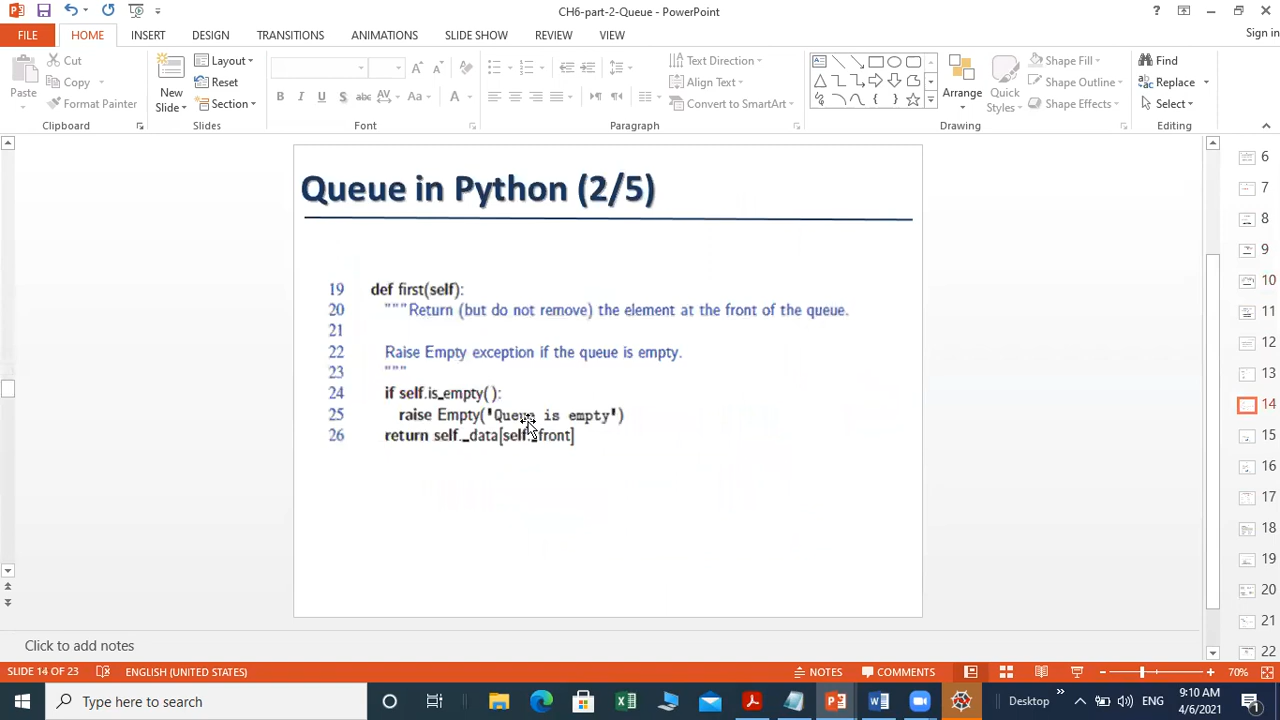 CH6-part-2-Queue - PowerPoint
Sign in
FILE HOME INSERT DESIGN TRANSITIONS ANIMATIONS SLIDE SHOW REVIEW VIEW
Cut Layout Text Direction Shape Fill Find
Copy Reset Align Text Shape Outline Replace
Paste Format Painter New Slide Section B I U S abc AV Aa A Convert to SmartArt Arrange Quick Styles Shape Effects Select
Clipboard Slides Font Paragraph Drawing Editing
Queue in Python (2/5)
19 def first(self):
20 """Return (but do not remove) the element at the front of the queue.
21
22 Raise Empty exception if the queue is empty.
23 """
24 if self.is_empty( ):
25 raise Empty('Queue is empty')
26 return self._data[self._front]
6
7
8
9
10
11
12
13
14
15
16
17
18
19
20
21
22
Click to add notes
SLIDE 14 OF 23 ENGLISH (UNITED STATES) NOTES COMMENTS 70%
Type here to search Desktop ENG 9:10 AM
4/6/2021